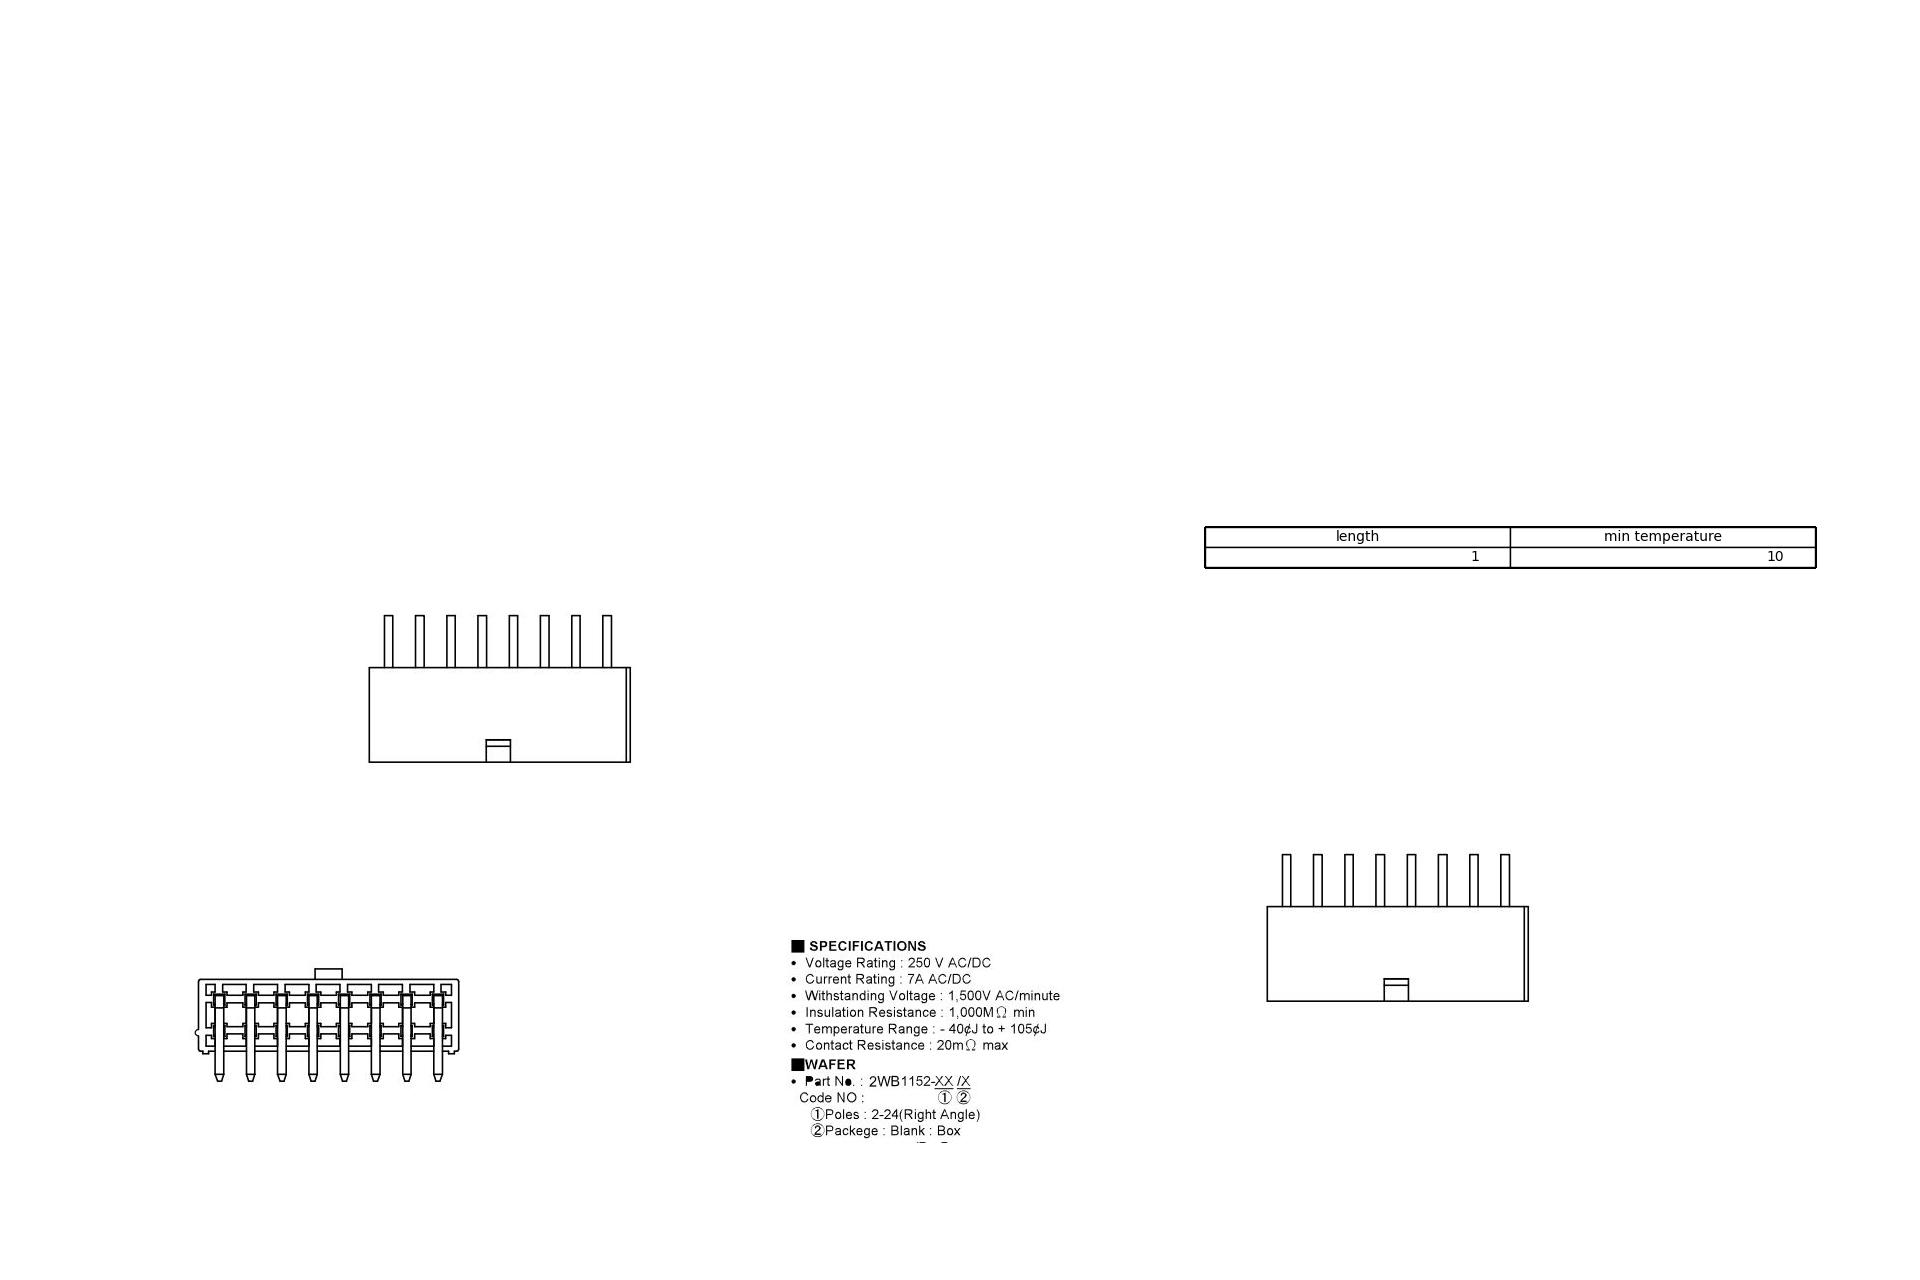 length min temperature
1 10
■ SPECIFICATIONS
• Voltage Rating : 250 V AC/DC
• Current Rating : 7A AC/DC
• Withstanding Voltage : 1,500V AC/minute
• Insulation Resistance : 1,000MΩ min
• Temperature Range : - 40¢J to + 105¢J
• Contact Resistance : 20mΩ max
■WAFER
• Part No. : 2WB1152-XX /X
Code NO : ① ②
①Poles : 2-24(Right Angle)
②Packege : Blank : Box